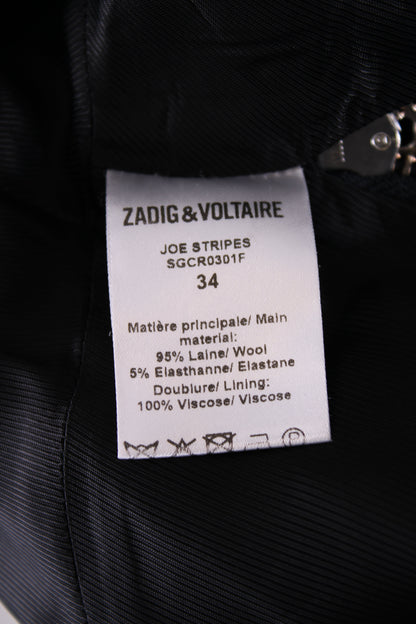 ZADIG & VOLTAIRE
JOE STRIPES
SGCR0301F
34
Matière principale/ Main
material:
95% Laine/ Wool
5% Elasthanne/ Elastane
Doublure/ Lining:
100% Viscose/ Viscose
P